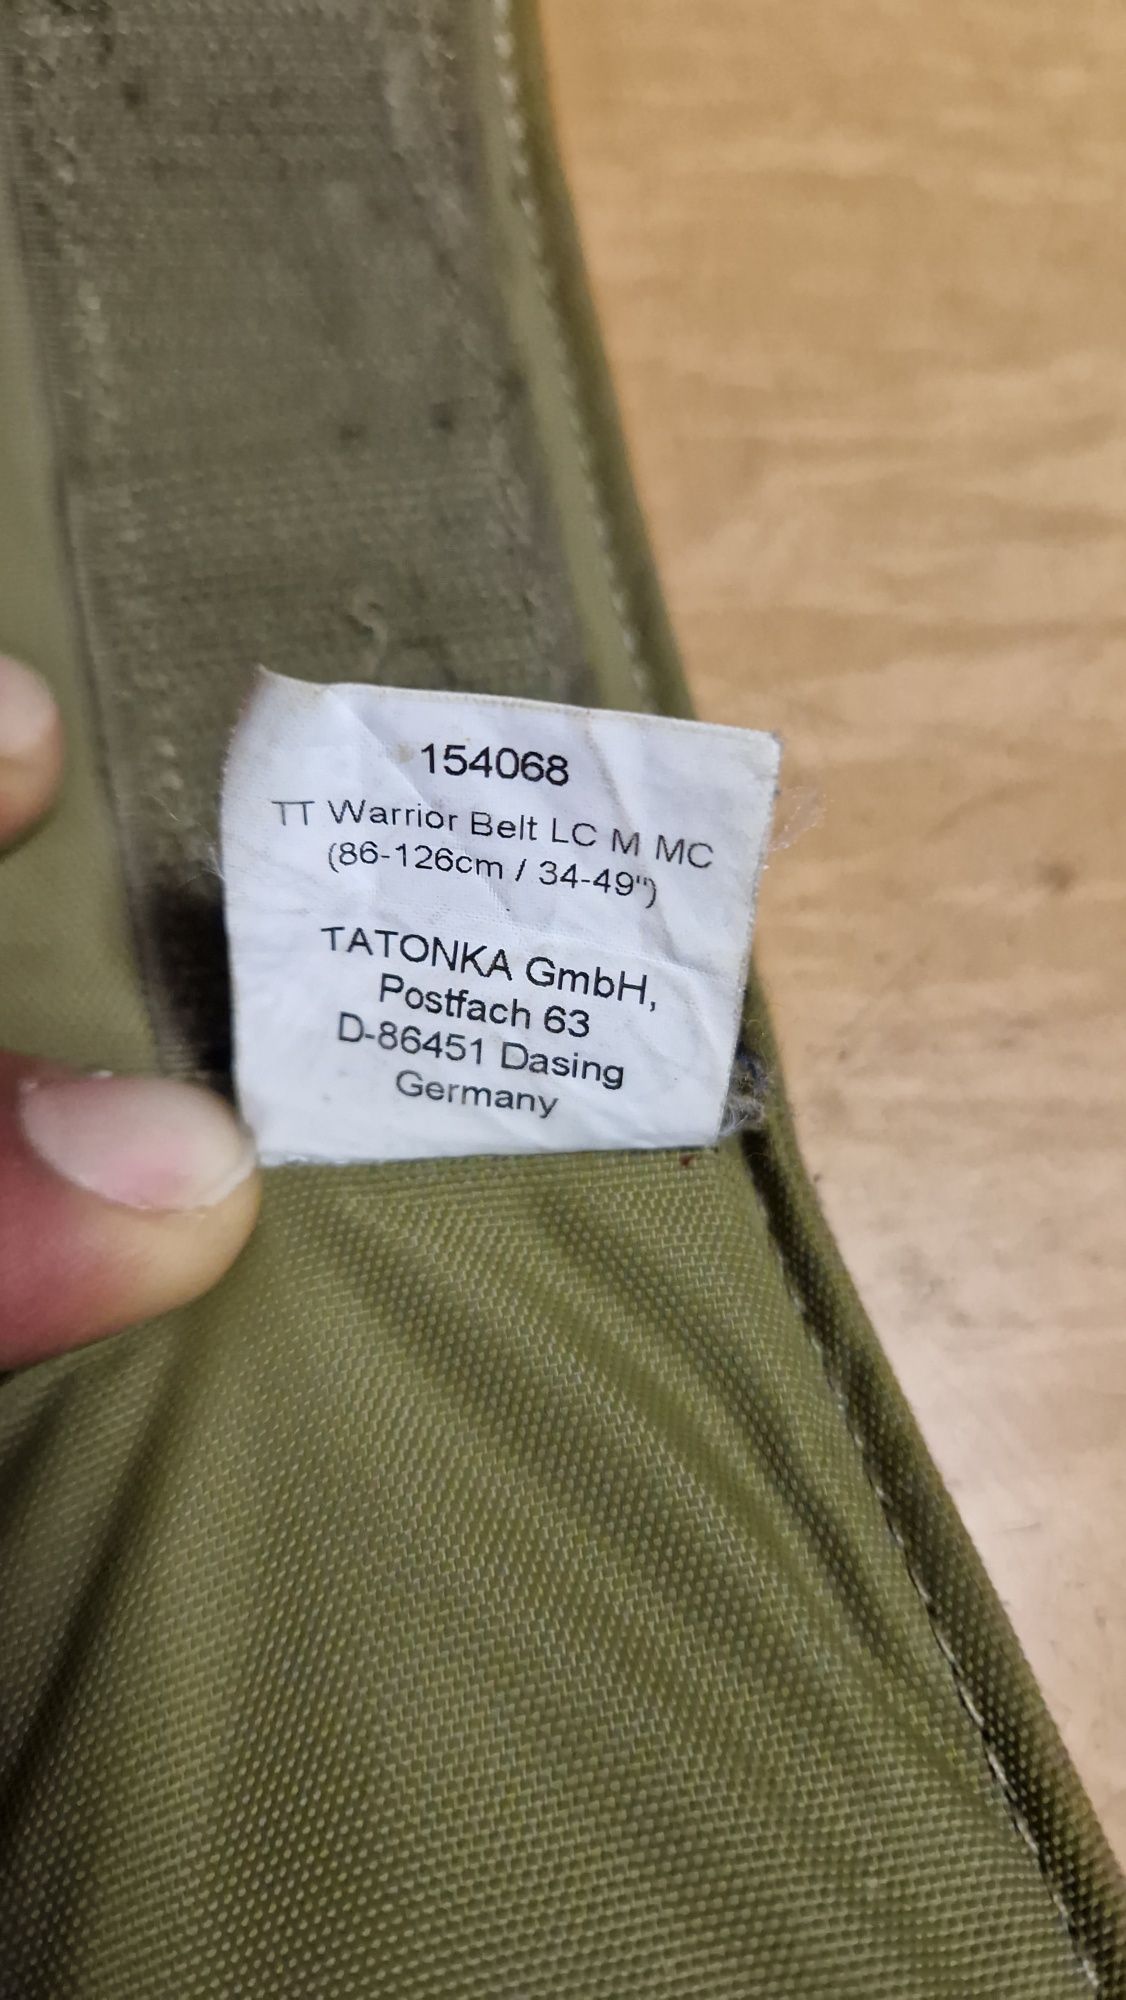 154068
TT Warrior Belt LC M MC
(86-126cm / 34-49")
TATONKA GmbH,
Postfach 63
D-86451 Dasing
Germany